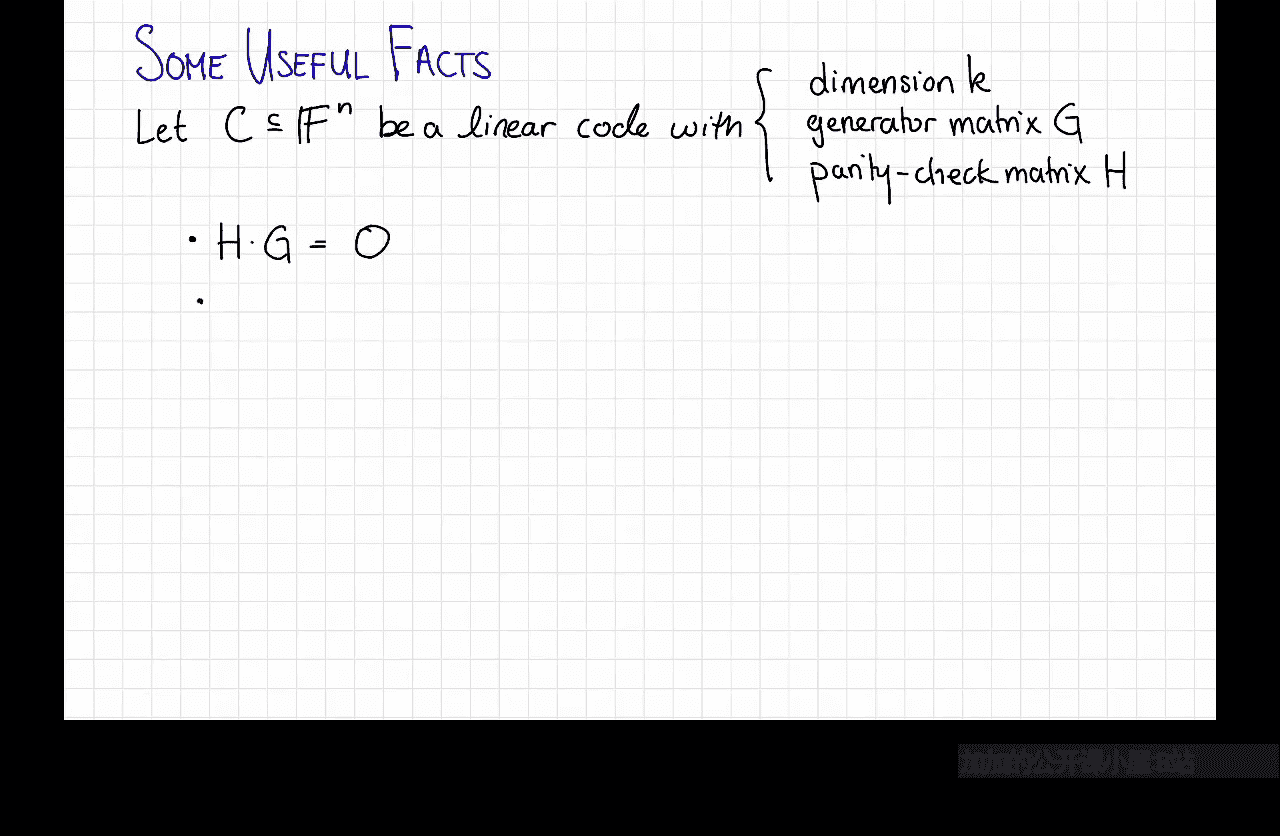 SOME USEFUL FACTS
Let C ⊆ 𝔽ⁿ be a linear code with { dimension k
generator matrix G
parity-check matrix H
• H·G = 0
•